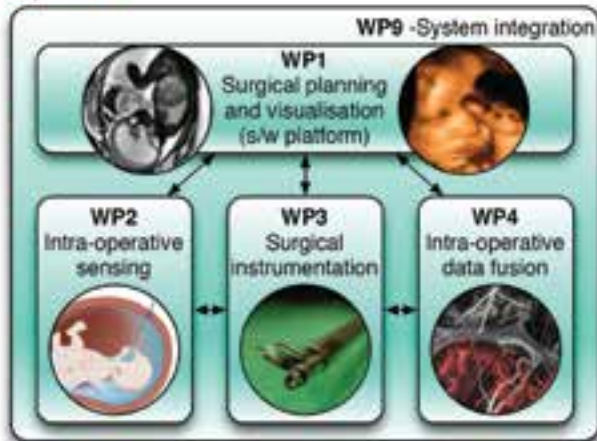 WP9 -System integration
WP1
Surgical planning
and visualisation
(s/w platform)
WP2
Intra-operative
sensing
WP3
Surgical
instrumentation
WP4
Intra-operative
data fusion